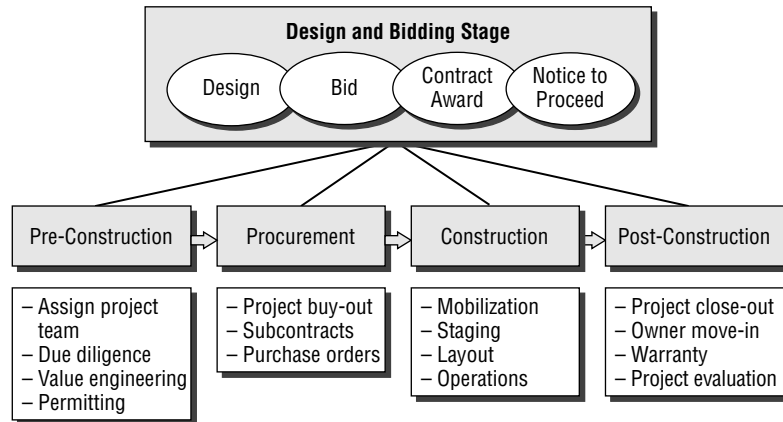 Design and Bidding Stage
Design
Bid
Contract
Award
Notice to
Proceed
Pre-Construction
Procurement
Construction
Post-Construction
– Assign project
team
– Due diligence
– Value engineering
– Permitting
– Project buy-out
– Subcontracts
– Purchase orders
– Mobilization
– Staging
– Layout
– Operations
– Project close-out
– Owner move-in
– Warranty
– Project evaluation